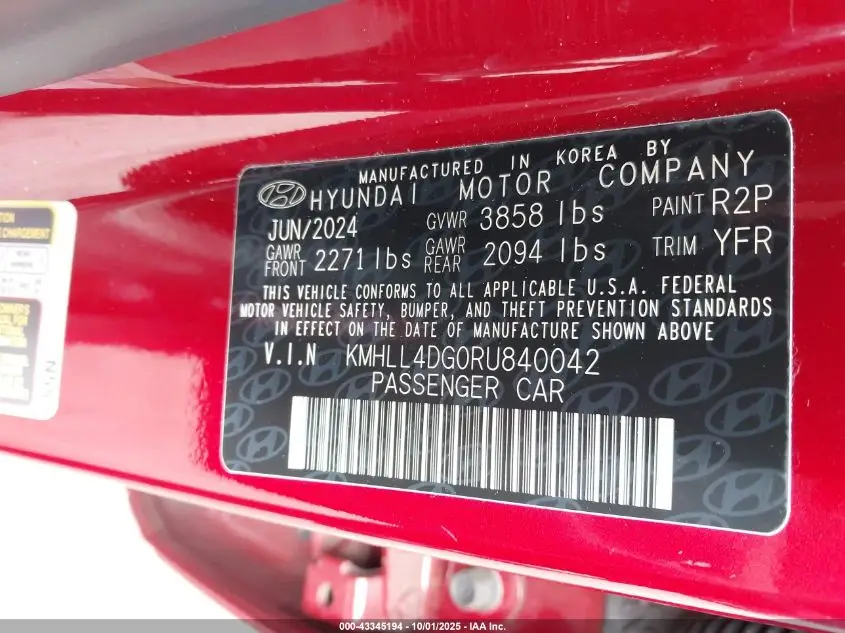 MANUFACTURED IN KOREA BY
HYUNDAI MOTOR COMPANY
JUN/2024 GVWR 3858 lbs PAINT R2P
GAWR FRONT 2271 lbs GAWR REAR 2094 lbs TRIM YFR
THIS VEHICLE CONFORMS TO ALL APPLICABLE U.S.A. FEDERAL
MOTOR VEHICLE SAFETY, BUMPER, AND THEFT PREVENTION STANDARDS
IN EFFECT ON THE DATE OF MANUFACTURE SHOWN ABOVE
V.I.N KMHLL4DG0RU840042
PASSENGER CAR
000-43345194 - 10/01/2025 - IAA Inc.